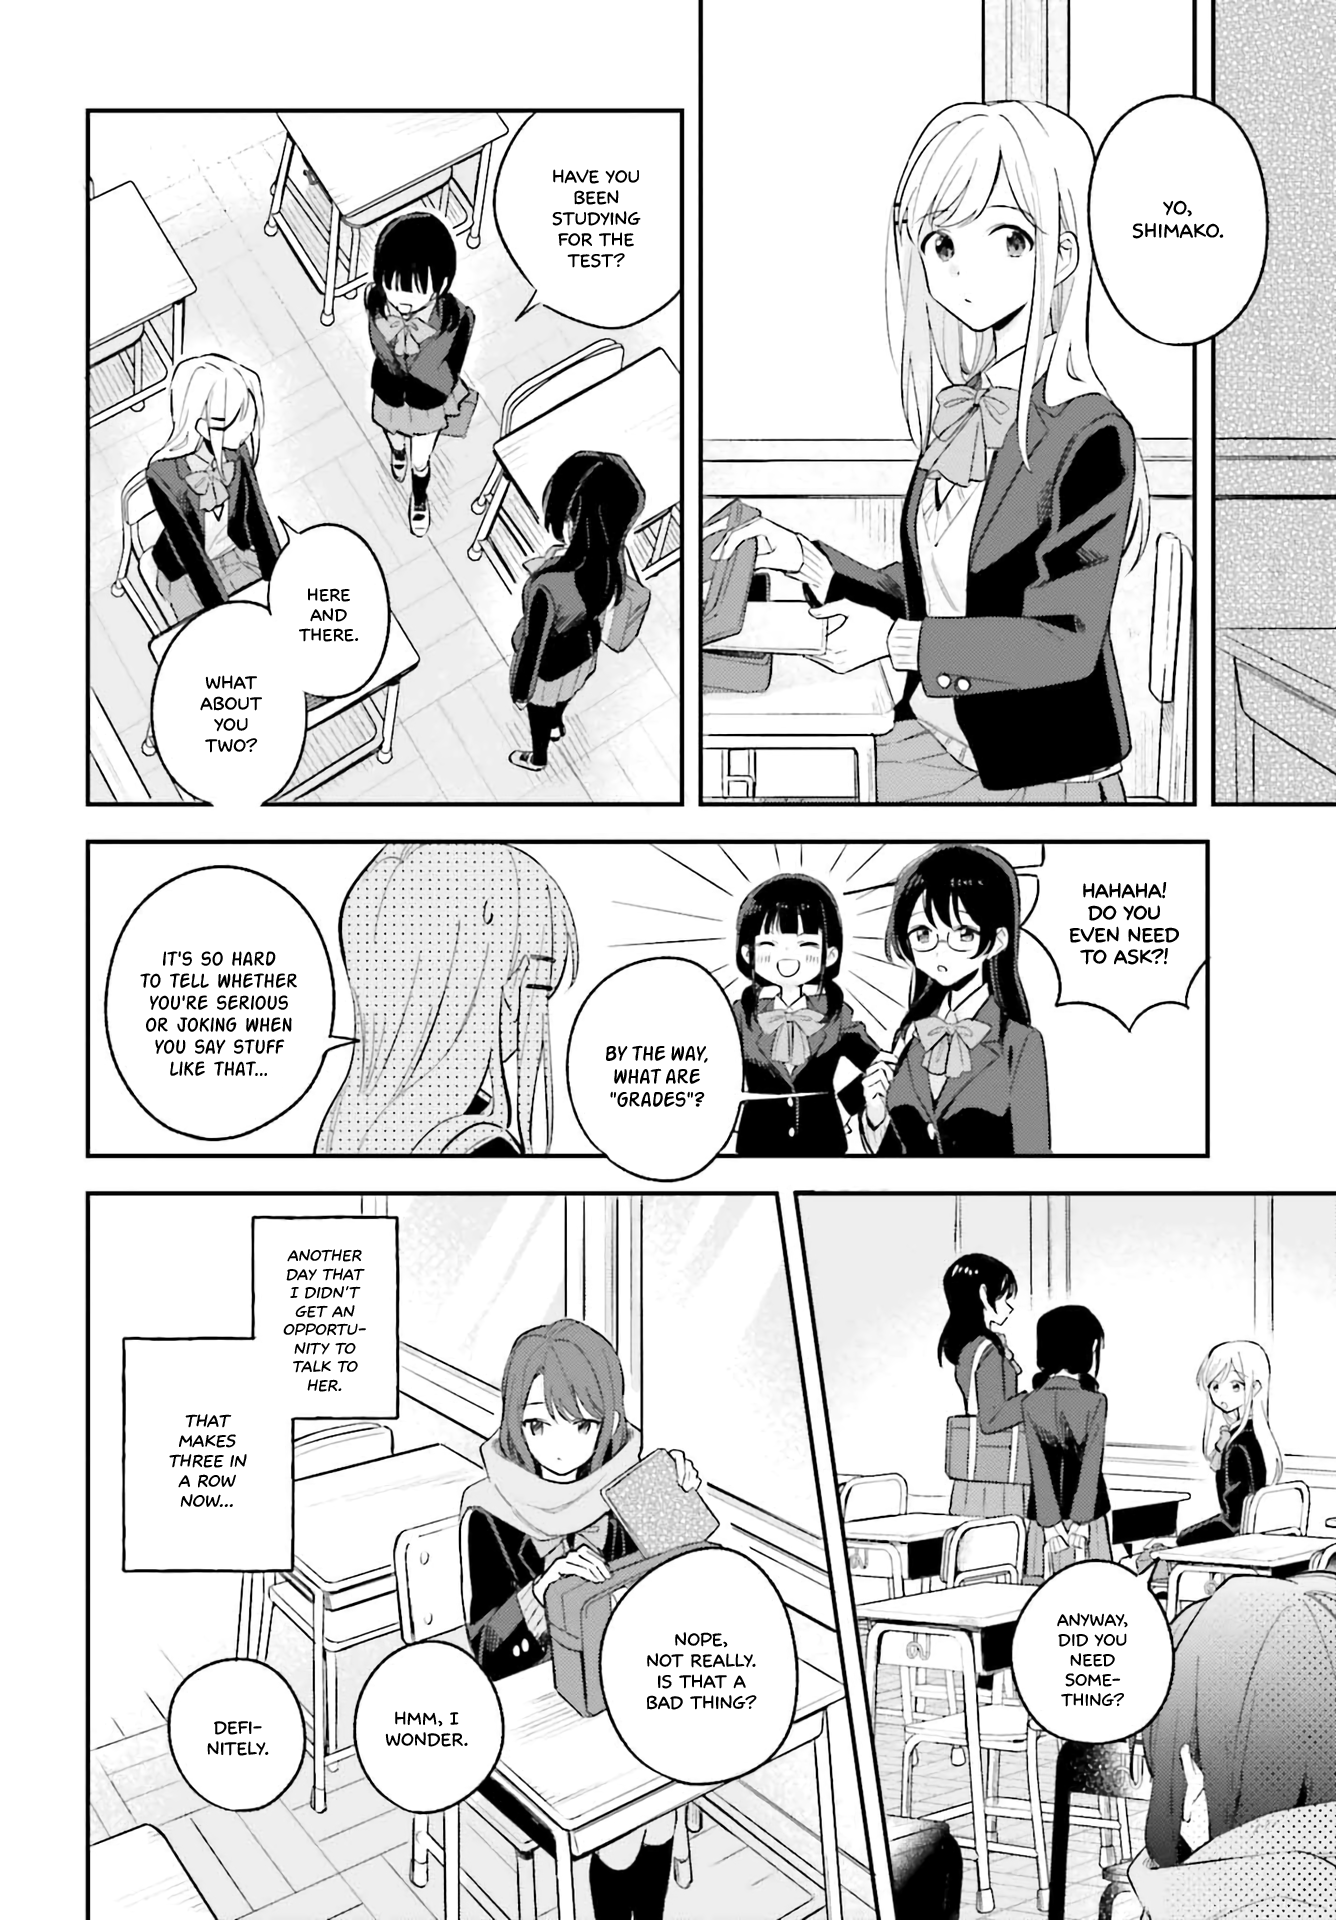 YO,
SHIMAKO.
HAVE YOU
BEEN
STUDYING
FOR THE
TEST?
HERE
AND
THERE.
WHAT
ABOUT
YOU
TWO?
HAHAHA!
DO YOU
EVEN NEED
TO ASK?!
BY THE WAY,
WHAT ARE
"GRADES"?
IT'S SO HARD
TO TELL WHETHER
YOU'RE SERIOUS
OR JOKING WHEN
YOU SAY STUFF
LIKE THAT...
ANYWAY,
DID YOU
NEED
SOME-
THING?
NOPE,
NOT REALLY.
IS THAT A
BAD THING?
HMM, I
WONDER.
DEFI-
NITELY.
ANOTHER
DAY THAT
I DIDN'T
GET AN
OPPORTU-
NITY TO
TALK TO
HER.
THAT
MAKES
THREE IN
A ROW
NOW...